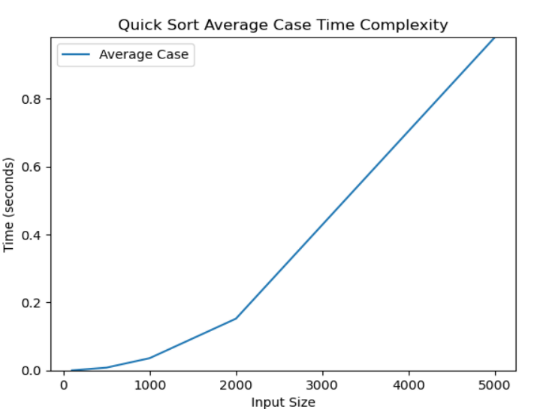 Quick Sort Average Case Time Complexity
Average Case
Time (seconds)
0.8
0.6
0.4
0.2
0.0
0 1000 2000 3000 4000 5000
Input Size